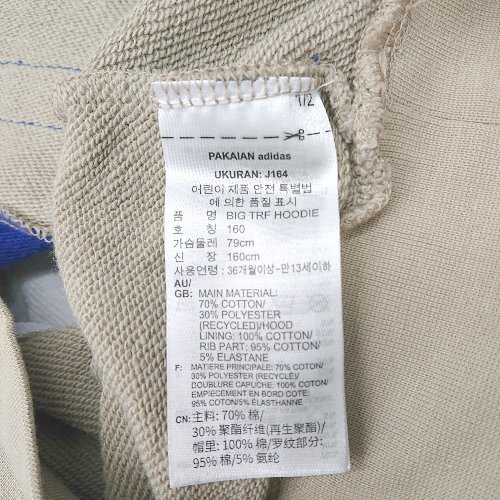 1/2
PAKAIAN adidas
UKURAN: J164
어린이 제품 안전 특별법
에 의한 품질 표시
품 명 BIG TRF HOODIE
호 칭 160
가슴둘레 79cm
신 장 160cm
사용연령 : 36개월이상~만13세이하
AU/
GB: MAIN MATERIAL:
70% COTTON/
30% POLYESTER
(RECYCLED)/HOOD
LINING: 100% COTTON/
RIB PART: 95% COTTON/
5% ELASTANE
F: MATIERE PRINCIPALE: 70% COTON/
30% POLYESTER (RECYCLÉ)/
DOUBLURE CAPUCHE: 100% COTON/
EMPIECEMENT EN BORD COTE:
95% COTON/5% ÉLASTHANNE
CN: 主料: 70% 棉/
30% 聚酯纤维(再生聚酯)/
帽里: 100% 棉/罗纹部分:
95% 棉/5% 氨纶